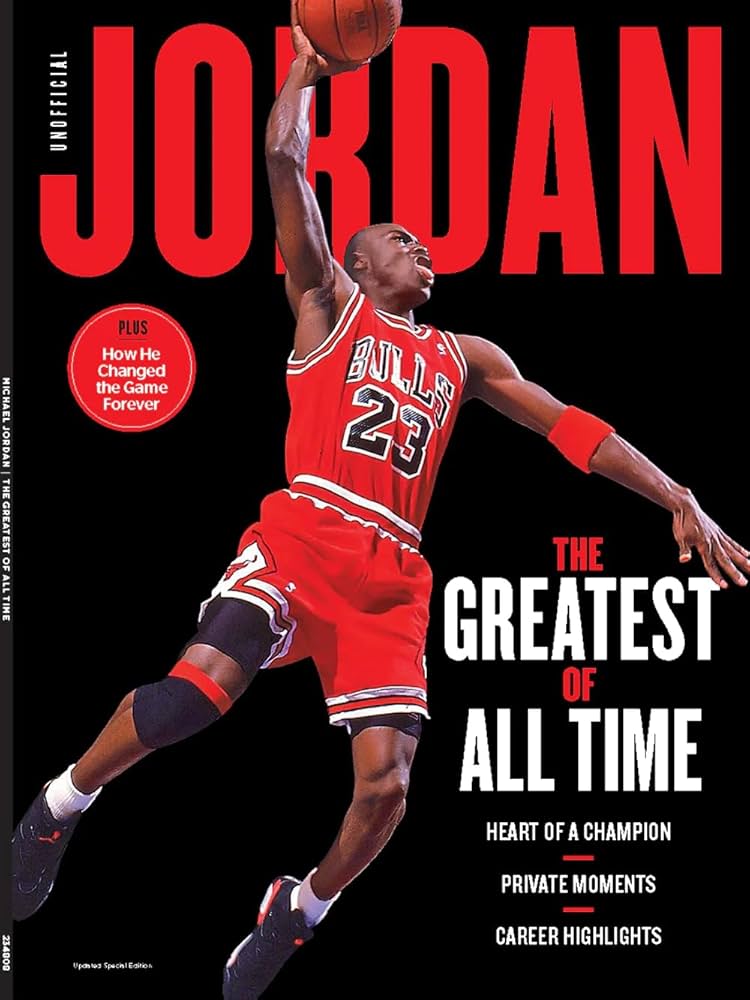 UNOFFICIAL
JORDAN
PLUS
How He
Changed
the Game
Forever
BULLS
23
THE
GREATEST
OF
ALL TIME
HEART OF A CHAMPION
PRIVATE MOMENTS
CAREER HIGHLIGHTS
Updated Special Edition
MICHAEL JORDAN | THE GREATEST OF ALL TIME